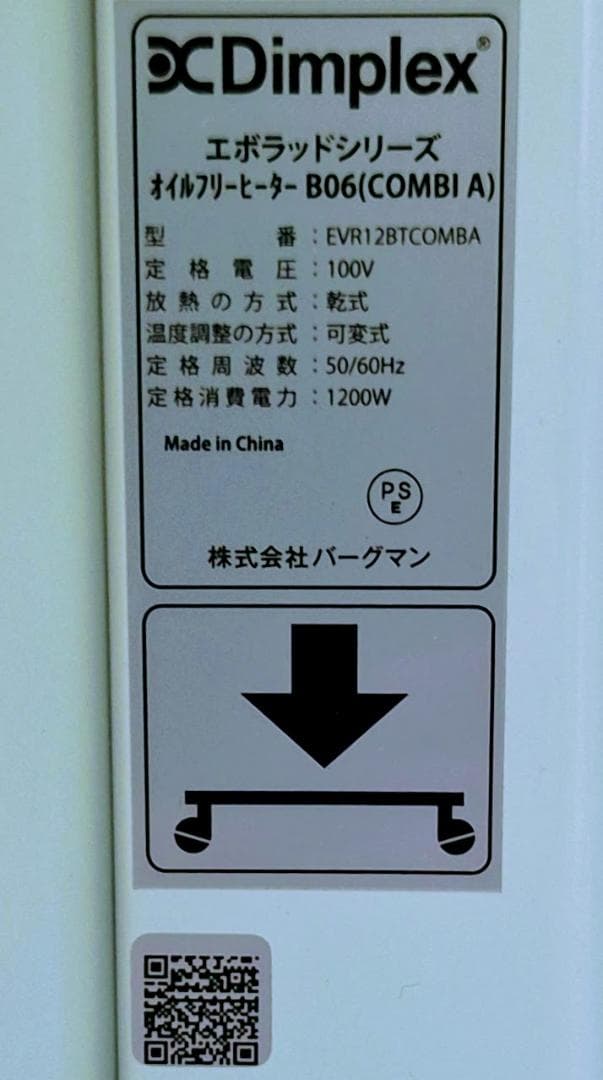 Dimplex®
エボラッドシリーズ
オイルフリーヒーター B06(COMBI A)
型番：EVR12BTCOMBA
定格電圧：100V
放熱の方式：乾式
温度調整の方式：可変式
定格周波数：50/60Hz
定格消費電力：1200W
Made in China
PS
E
株式会社バーグマン